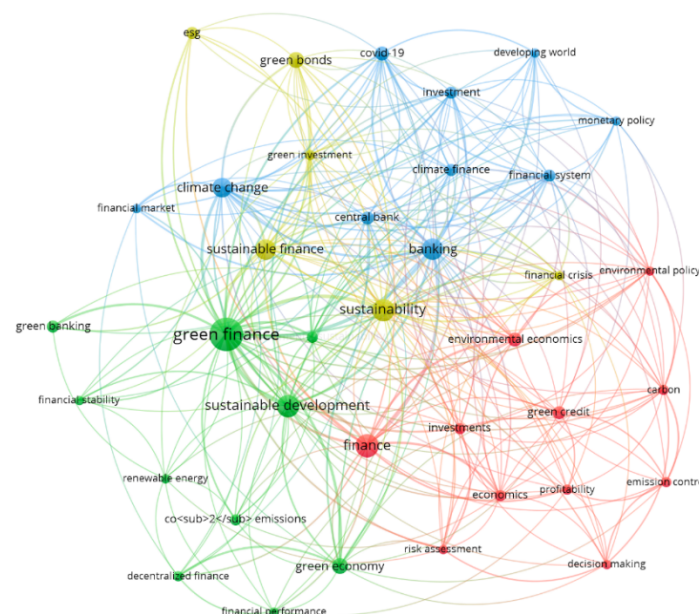 esg
green bonds
covid-19
developing world
investment
monetary policy
green investment
climate finance
financial system
climate change
financial market
central bank
sustainable finance
banking
financial crisis
environmental policy
sustainability
green banking
green finance
environmental economics
financial stability
sustainable development
carbon
green credit
investments
finance
renewable energy
economics
profitability
emission contr
co<sub>2</sub> emissions
risk assessment
green economy
decision making
decentralized finance
financial performance